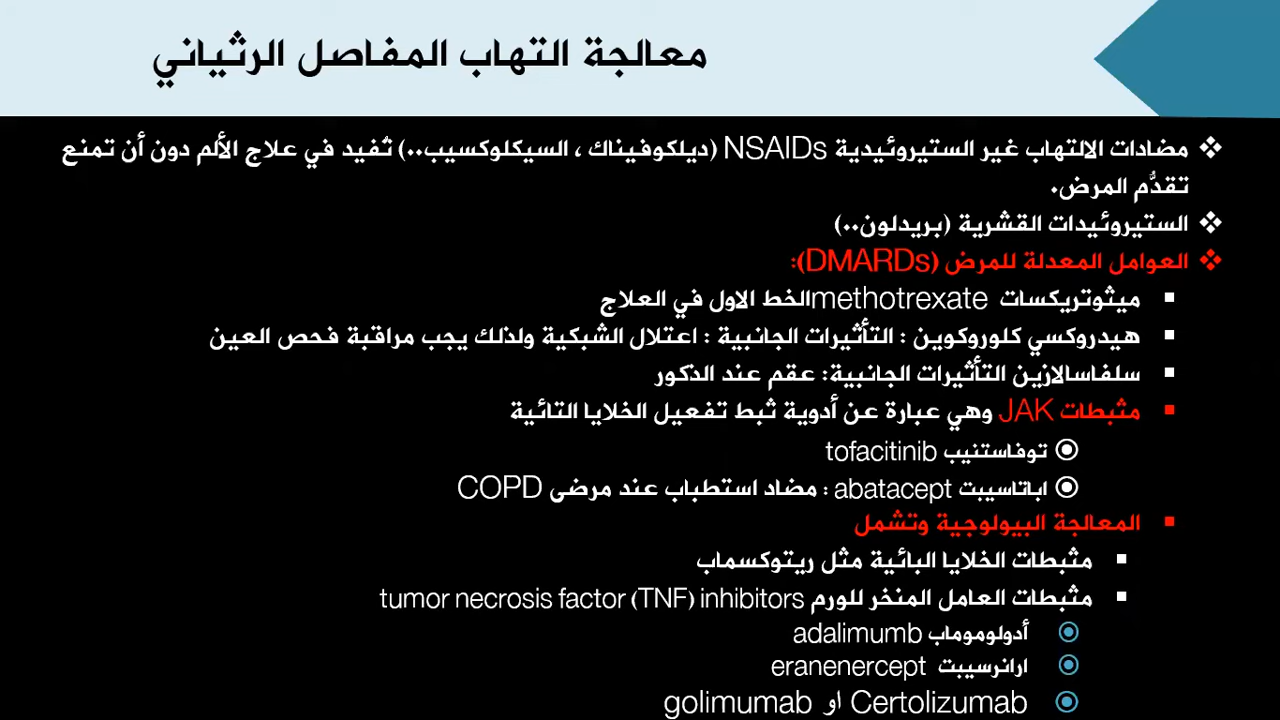 معالجة التهاب المفاصل الرثياني
مضادات الالتهاب غير الستيروئيدية NSAIDs (ديلكوفيناك ، السيكلوكسيب..) تُفيد في علاج الألم دون أن تمنع
تقدُّم المرض.
الستيروئيدات القشرية (بريدلون..)
العوامل المعدلة للمرض (DMARDs):
ميثوتريكسات methotrexateالخط الاول في العلاج
هيدروكسي كلوروكوين : التأثيرات الجانبية : اعتلال الشبكية ولذلك يجب مراقبة فحص العين
سلفاسالازين التأثيرات الجانبية: عقم عند الذكور
مثبطات JAK وهي عبارة عن أدوية ثبط تفعيل الخلايا التائية
توفاستنيب tofacitinib
اباتاسيبت abatacept : مضاد استطباب عند مرضى COPD
المعالجة البيولوجية وتشمل
مثبطات الخلايا البائية مثل ريتوكسماب
مثبطات العامل المنخر للورم tumor necrosis factor (TNF) inhibitors
أدولوموماب adalimumb
ارانرسيبت eranenercept
Certolizumab او golimumab